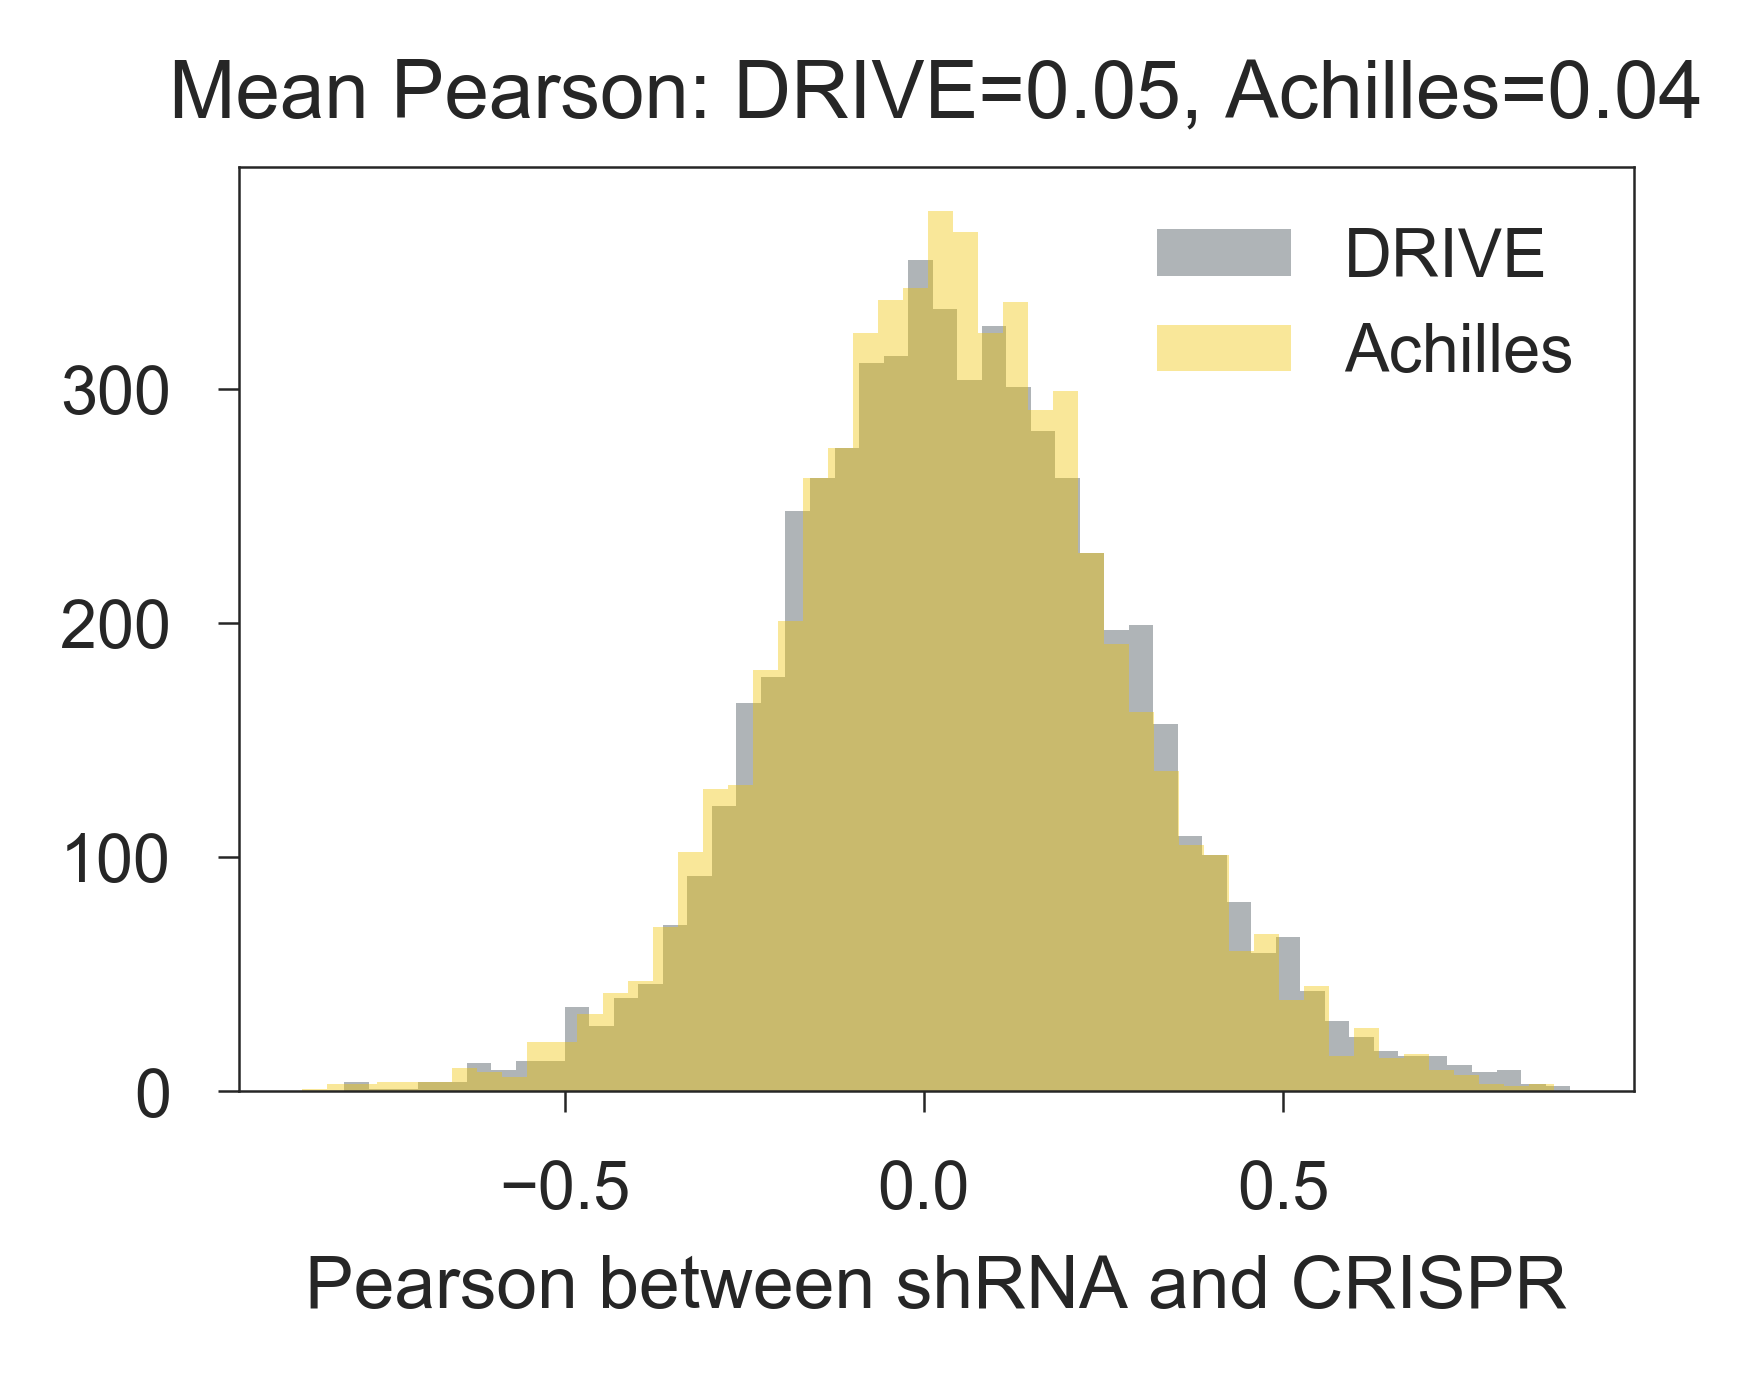 Mean Pearson: DRIVE=0.05, Achilles=0.04
DRIVE
Achilles
300
200
100
0
−0.5 0.0 0.5
Pearson between shRNA and CRISPR